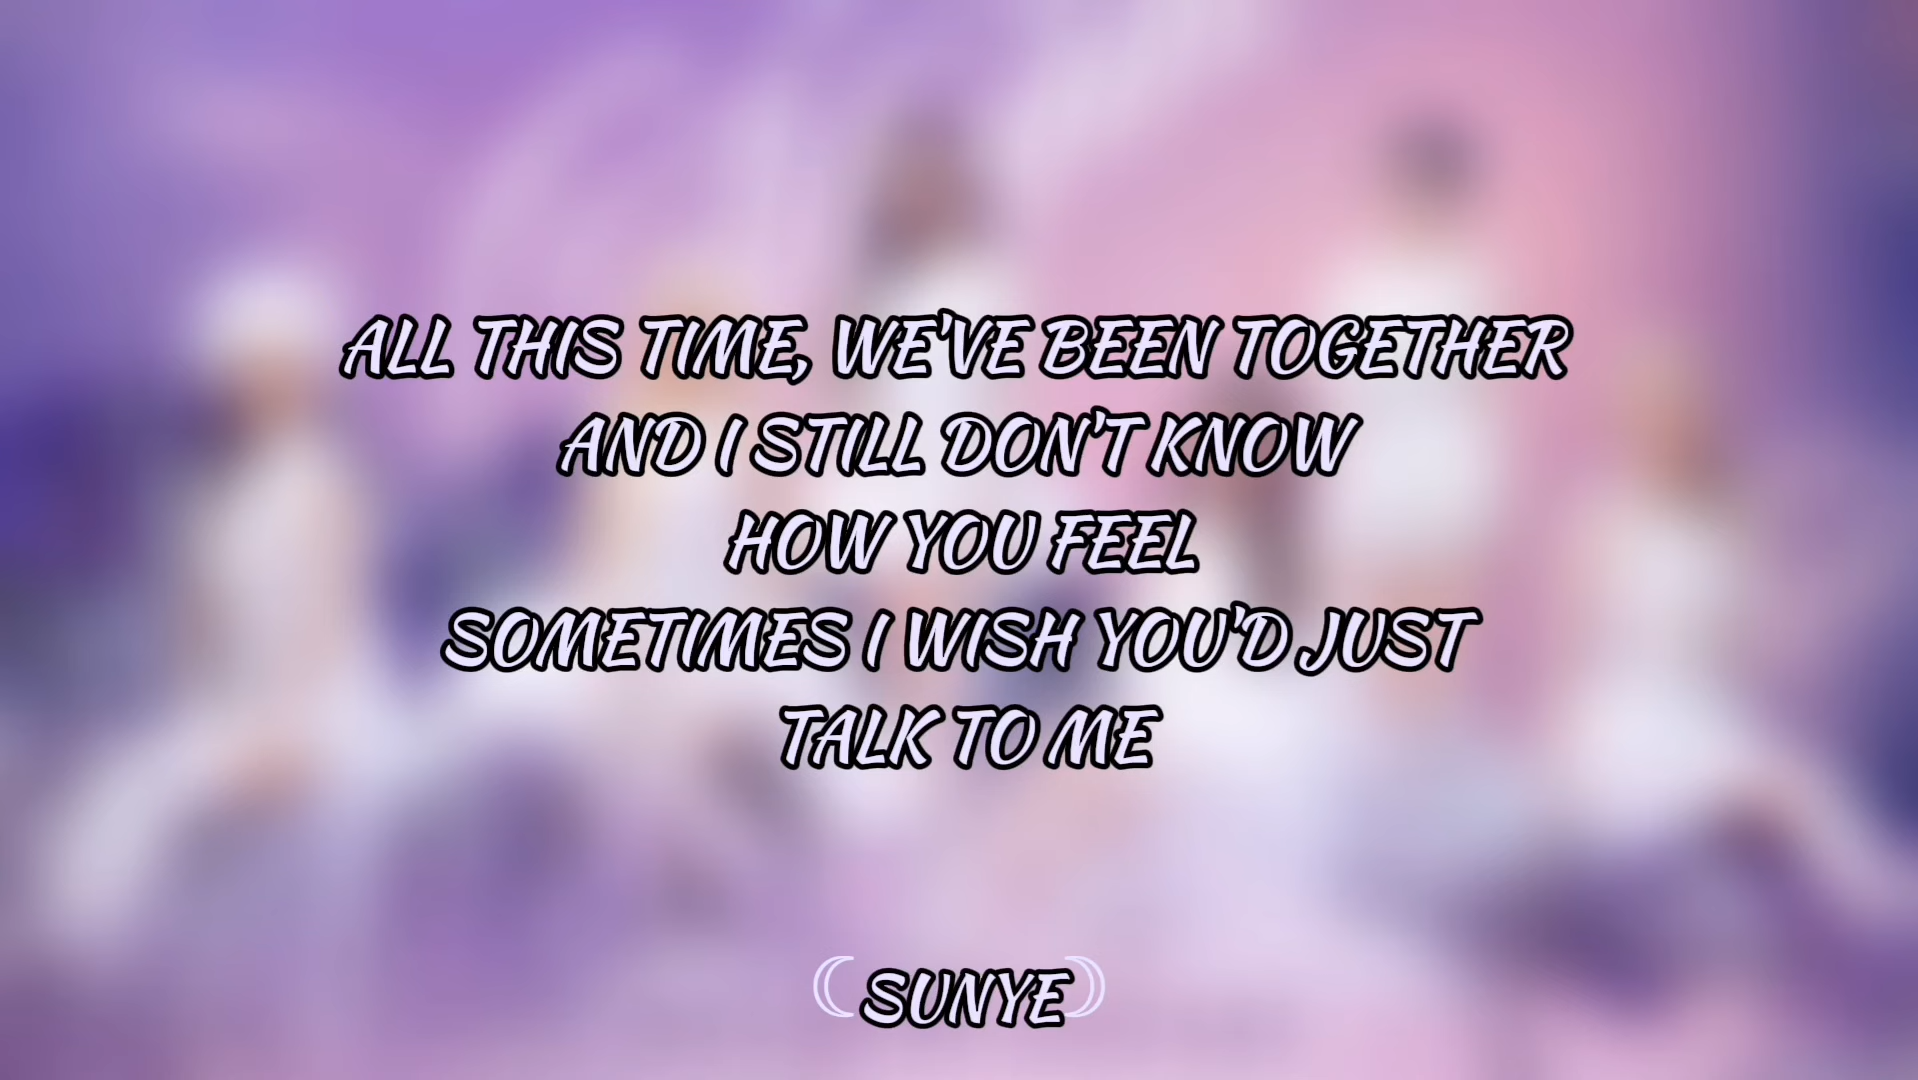 ALL THIS TIME, WE'VE BEEN TOGETHER
AND I STILL DON'T KNOW
HOW YOU FEEL
SOMETIMES I WISH YOU'D JUST
TALK TO ME
SUNYE